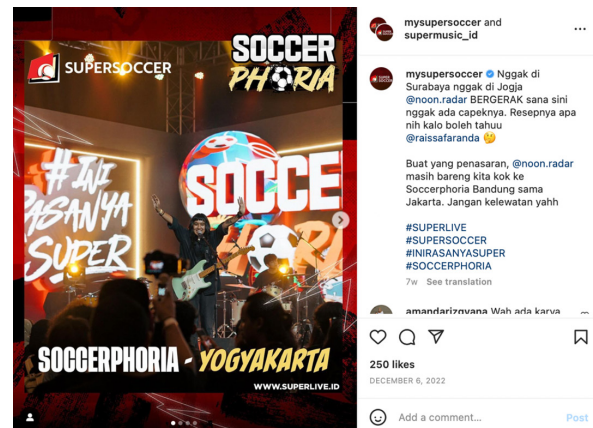 SUPERSOCCER
SOCCER
PHORIA
#INI
RASANYA
SUPER
SOCCE
SOCCERPHORIA - YOGYAKARTA
WWW.SUPERLIVE.ID
mysupersoccer and
supermusic_id
mysupersoccer Nggak di
Surabaya nggak di Jogja
@noon.radar BERGERAK sana sini
nggak ada capeknya. Resepnya apa
nih kalo boleh tahuu
@raissafaranda 🤔
Buat yang penasaran, @noon.radar
masih bareng kita kok ke
Soccerphoria Bandung sama
Jakarta. Jangan kelewatan yahh
#SUPERLIVE
#SUPERSOCCER
#INIRASANYASUPER
#SOCCERPHORIA
7w See translation
amandarizqyana Wah ada karya
250 likes
DECEMBER 6, 2022
Add a comment...
Post